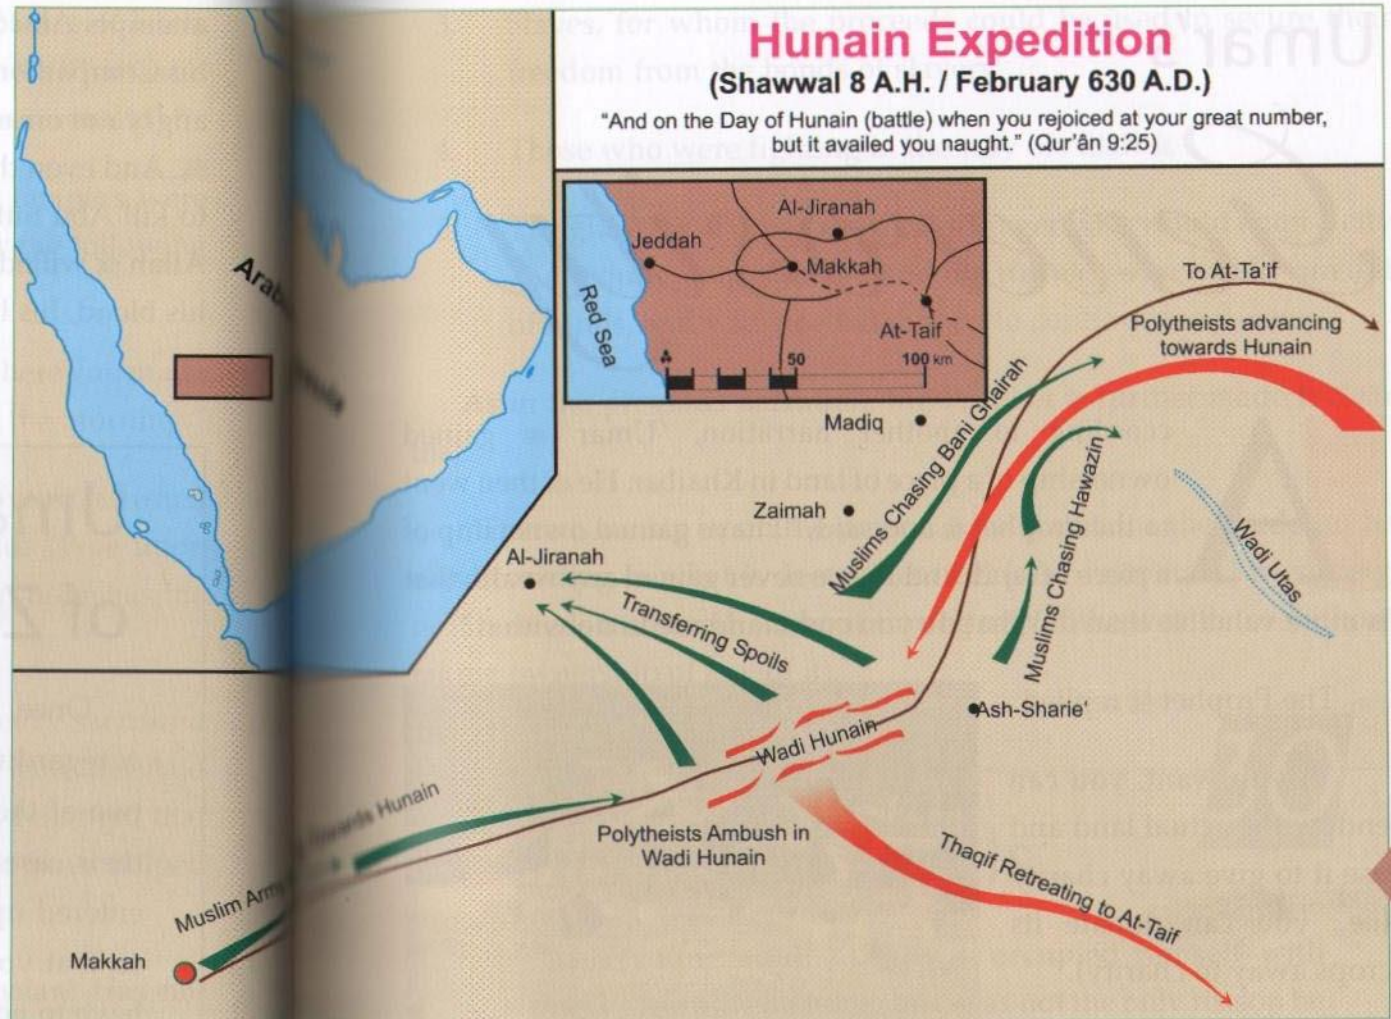 Hunain Expedition
(Shawwal 8 A.H. / February 630 A.D.)
“And on the Day of Hunain (battle) when you rejoiced at your great number,
but it availed you naught.” (Qur’ân 9:25)
Al-Jiranah
Jeddah
Makkah
Red Sea
At-Taif
50
100 km
To At-Ta’if
Polytheists advancing
towards Hunain
Madiq
Muslims Chasing Bani Ghairah
Muslims Chasing Hawazin
Zaimah
Wadi Utas
Al-Jiranah
Transferring Spoils
Ash-Sharie‘
Wadi Hunain
Towards Hunain
Polytheists Ambush in
Wadi Hunain
Thaqif Retreating to At-Taif
Muslim Army
Makkah